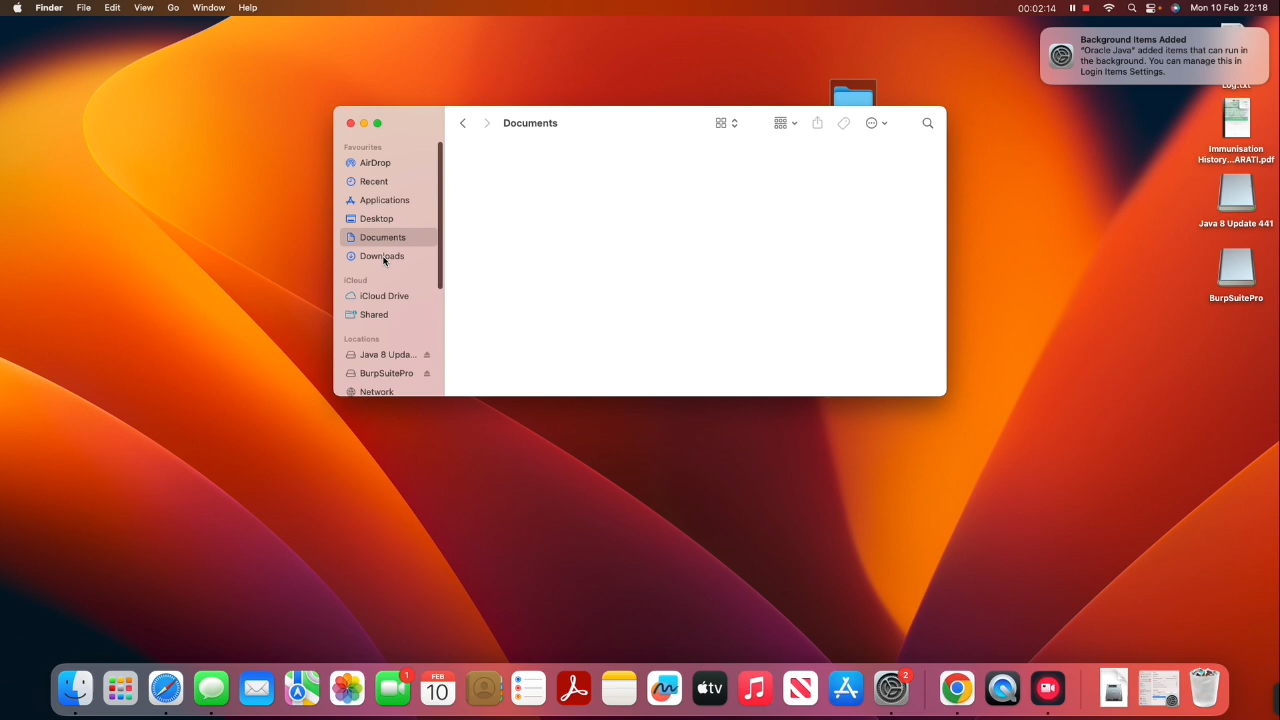 Finder File Edit View Go Window Help
00:02:14 Mon 10 Feb 22:18
Background Items Added
"Oracle Java" added items that can run in
the background. You can manage this in
Login Items Settings.
Log.txt
Immunisation
History...ARATI.pdf
Java 8 Update 441
BurpSuitePro
Documents
Favourites
AirDrop
Recent
Applications
Desktop
Documents
Downloads
iCloud
iCloud Drive
Shared
Locations
Java 8 Upda...
BurpSuitePro
Network
1
FEB
10
tv
2